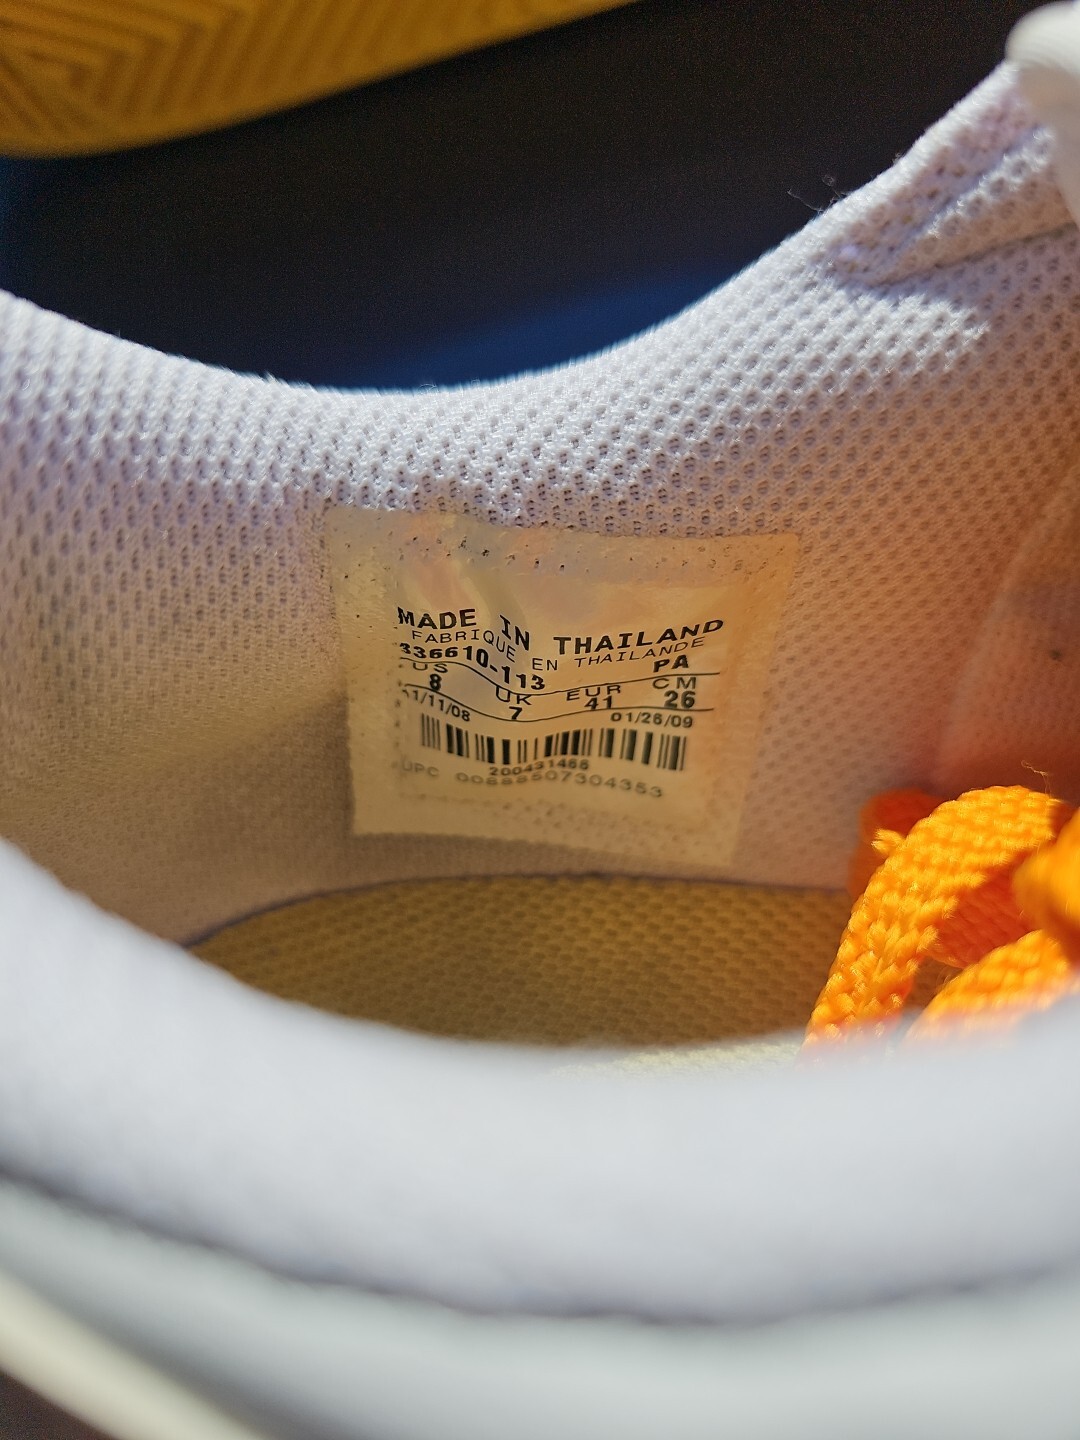 MADE IN THAILAND
FABRIQUE EN THAILANDE
336610-113 PA
US UK EUR CM
8 7 41 26
11/11/08 01/26/09
200431466
UPC 00888507304353